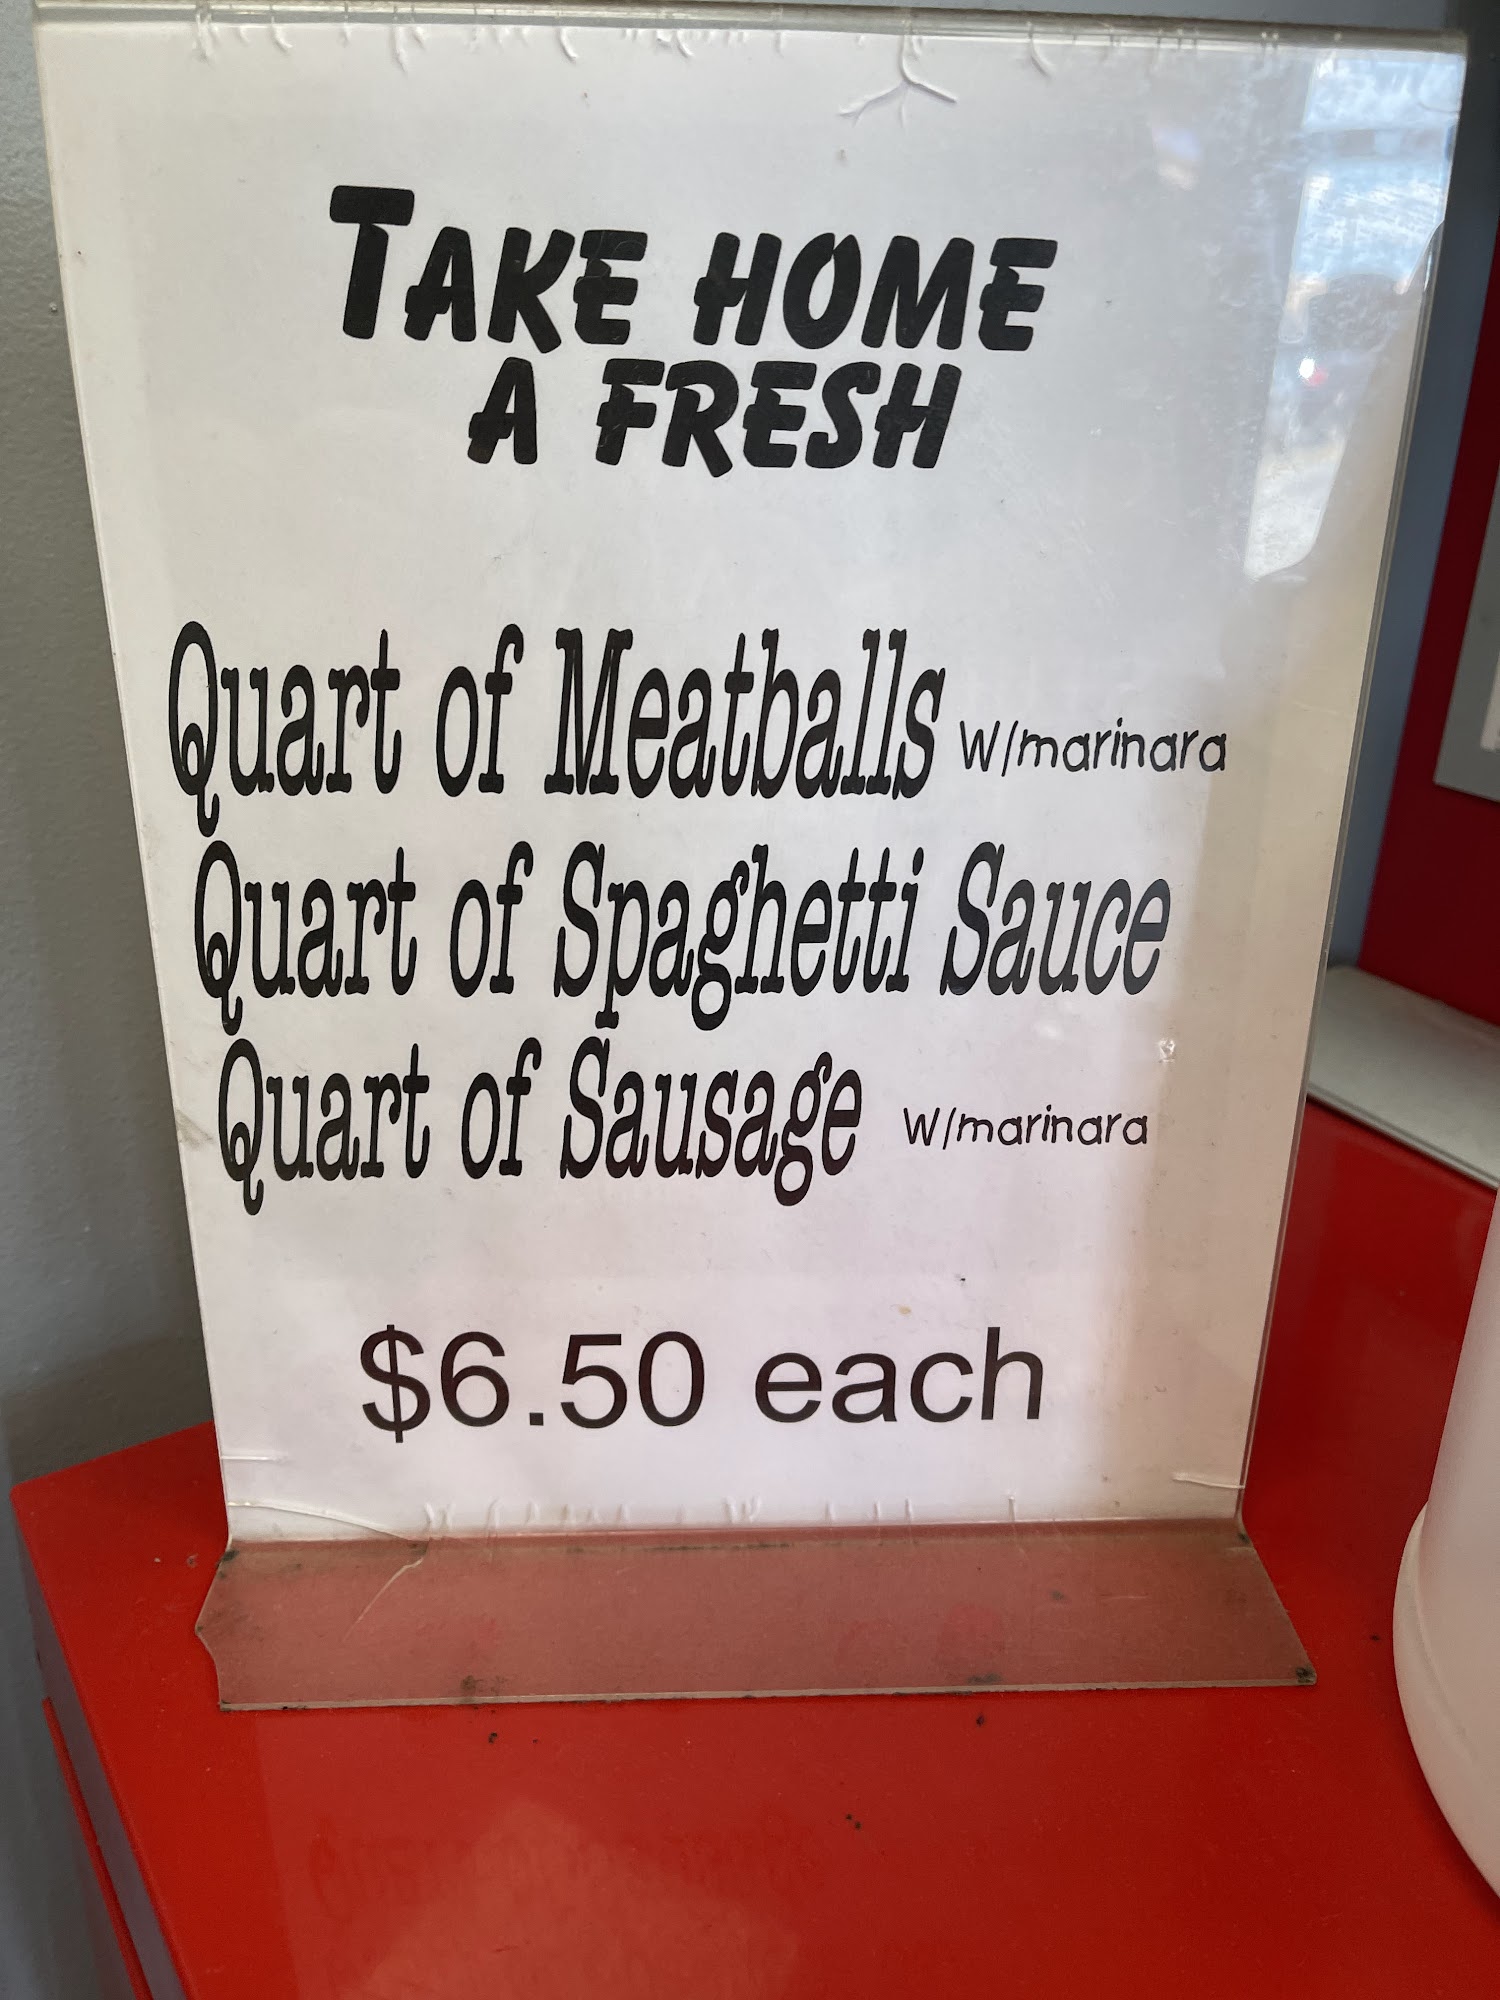 TAKE HOME
A FRESH
Quart of Meatballs W/marinara
Quart of Spaghetti Sauce
Quart of Sausage W/marinara
$6.50 each